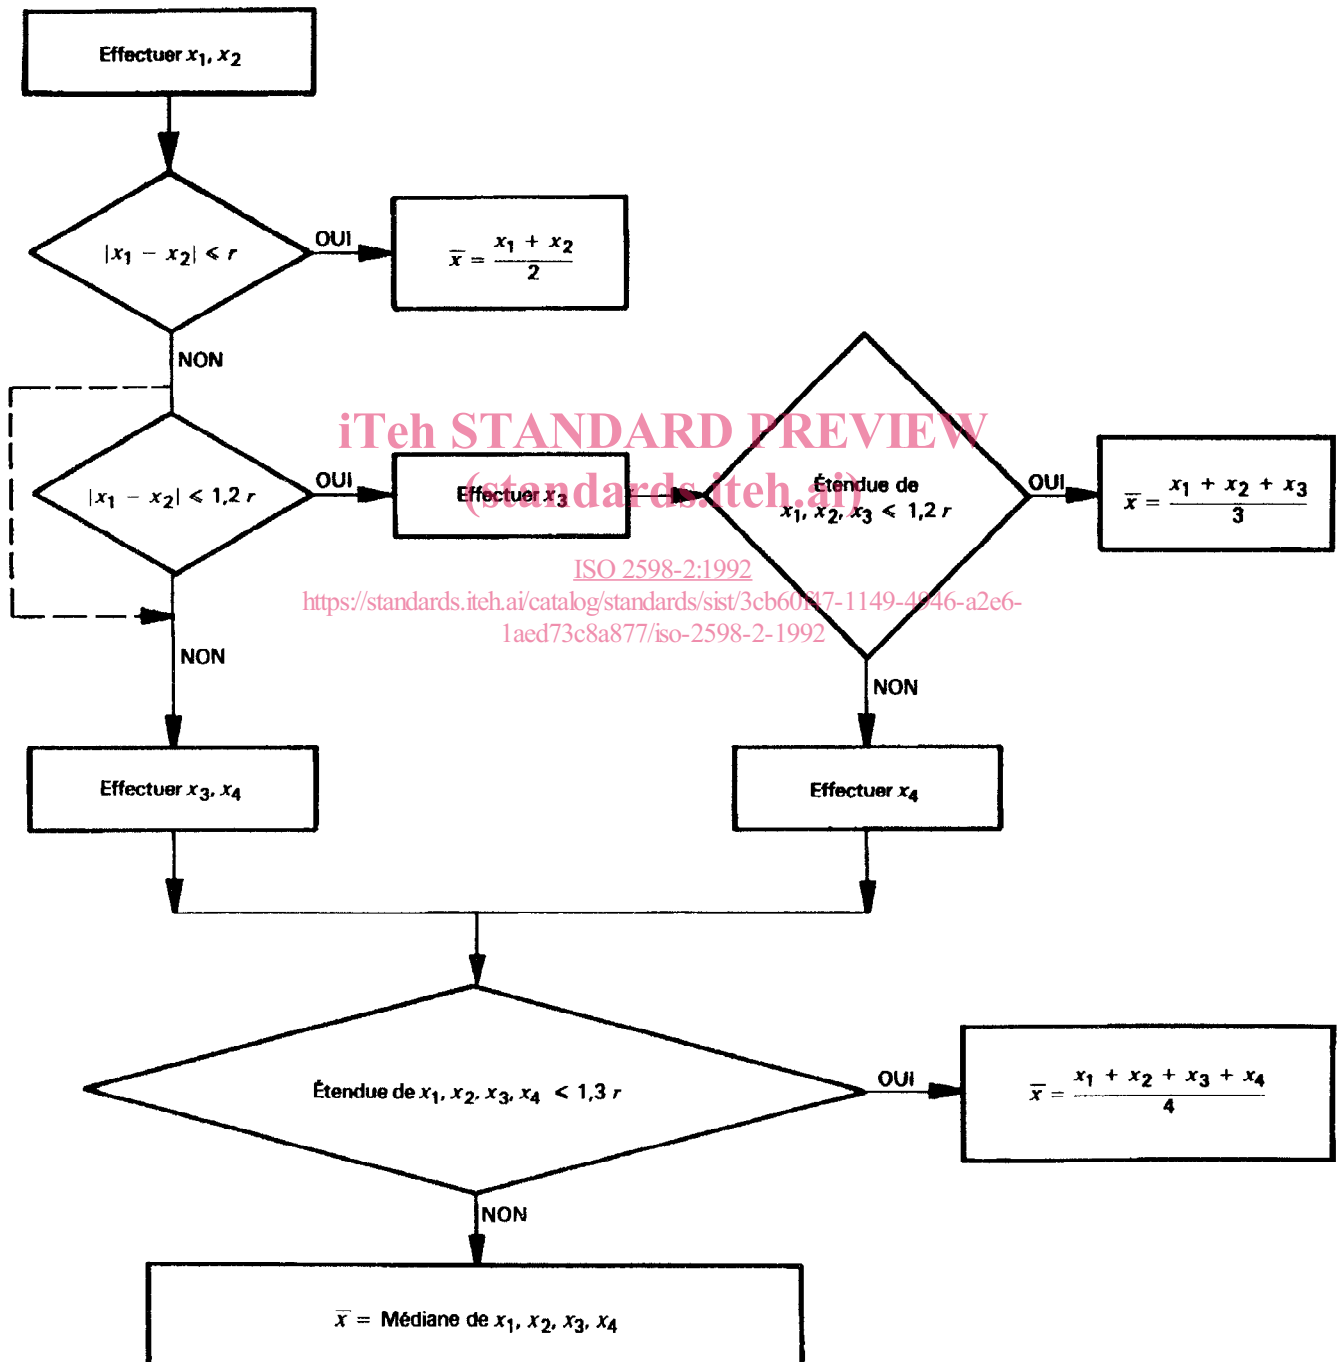 Effectuer x₁, x₂
|x₁ − x₂| ⩽ r
OUI
x̄ = (x₁ + x₂) / 2
NON
|x₁ − x₂| ⩽ 1,2 r
OUI
Effectuer x₃
Étendue de
x₁, x₂, x₃ ⩽ 1,2 r
OUI
x̄ = (x₁ + x₂ + x₃) / 3
iTeh STANDARD PREVIEW
(standards.iteh.ai)
ISO 2598-2:1992
https://standards.iteh.ai/catalog/standards/sist/3cb60f47-1149-4946-a2e6-
1aed73c8a877/iso-2598-2-1992
NON
NON
Effectuer x₃, x₄
Effectuer x₄
Étendue de x₁, x₂, x₃, x₄ ⩽ 1,3 r
OUI
x̄ = (x₁ + x₂ + x₃ + x₄) / 4
NON
x̄ = Médiane de x₁, x₂, x₃, x₄